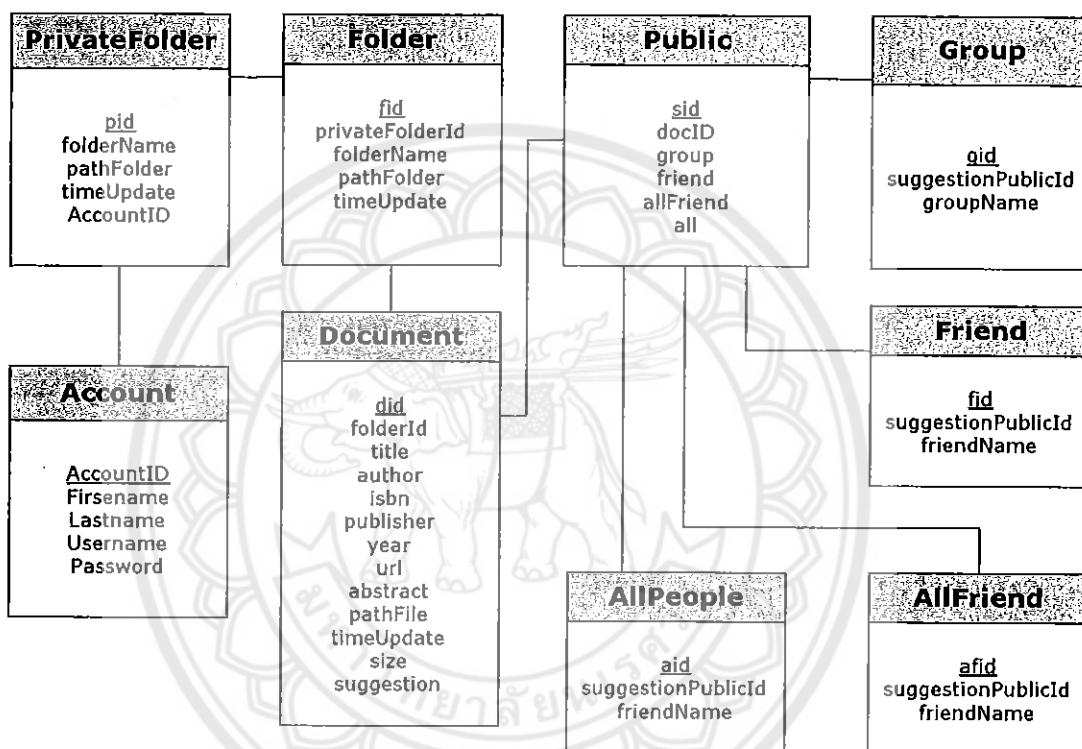 PrivateFolder
pid
folderName
pathFolder
timeUpdate
AccountID
Folder
fid
privateFolderId
folderName
pathFolder
timeUpdate
Public
sid
docID
group
friend
allFriend
all
Group
gid
suggestionPublicId
groupName
Account
AccountID
Firsename
Lastname
Username
Password
Document
did
folderId
title
author
isbn
publisher
year
url
abstract
pathFile
timeUpdate
size
suggestion
Friend
fid
suggestionPublicId
friendName
AllPeople
aid
suggestionPublicId
friendName
AllFriend
afid
suggestionPublicId
friendName